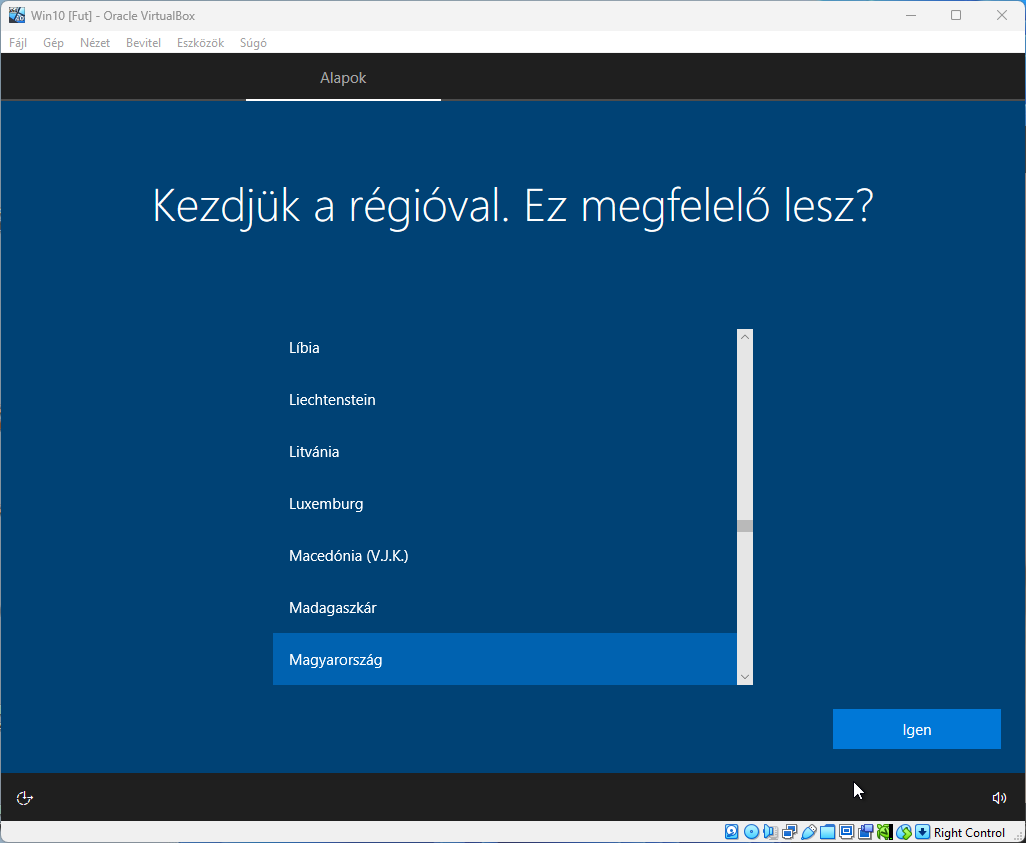 Win10 [Fut] - Oracle VirtualBox
Fájl Gép Nézet Bevitel Eszközök Súgó
Alapok
Kezdjük a régióval. Ez megfelelő lesz?
Líbia
Liechtenstein
Litvánia
Luxemburg
Macedónia (V.J.K.)
Madagaszkár
Magyarország
Igen
Right Control